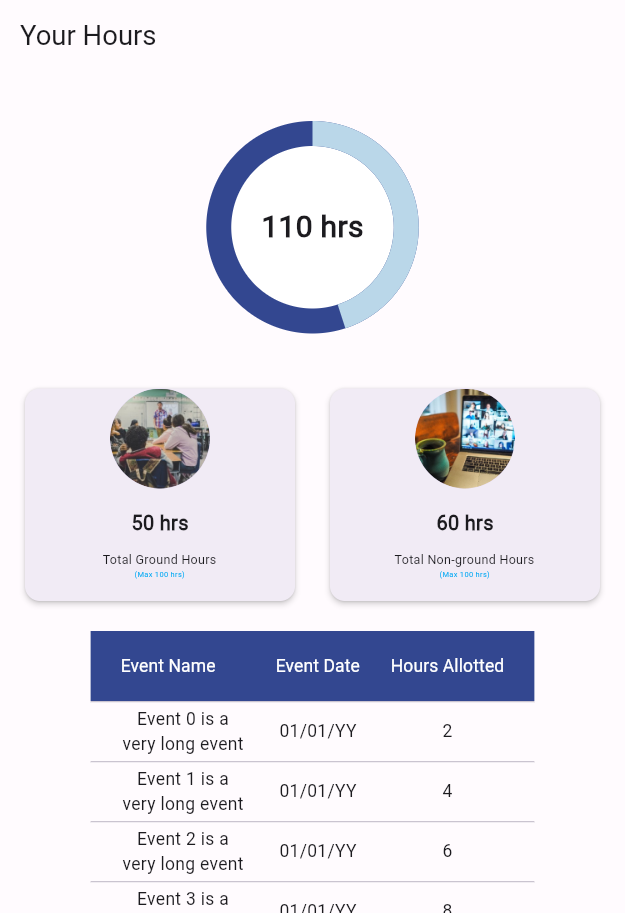 Your Hours
110 hrs
50 hrs
Total Ground Hours
(Max 100 hrs)
60 hrs
Total Non-ground Hours
(Max 100 hrs)
Event Name Event Date Hours Allotted
Event 0 is a
very long event
01/01/YY 2
Event 1 is a
very long event
01/01/YY 4
Event 2 is a
very long event
01/01/YY 6
Event 3 is a
01/01/YY 8